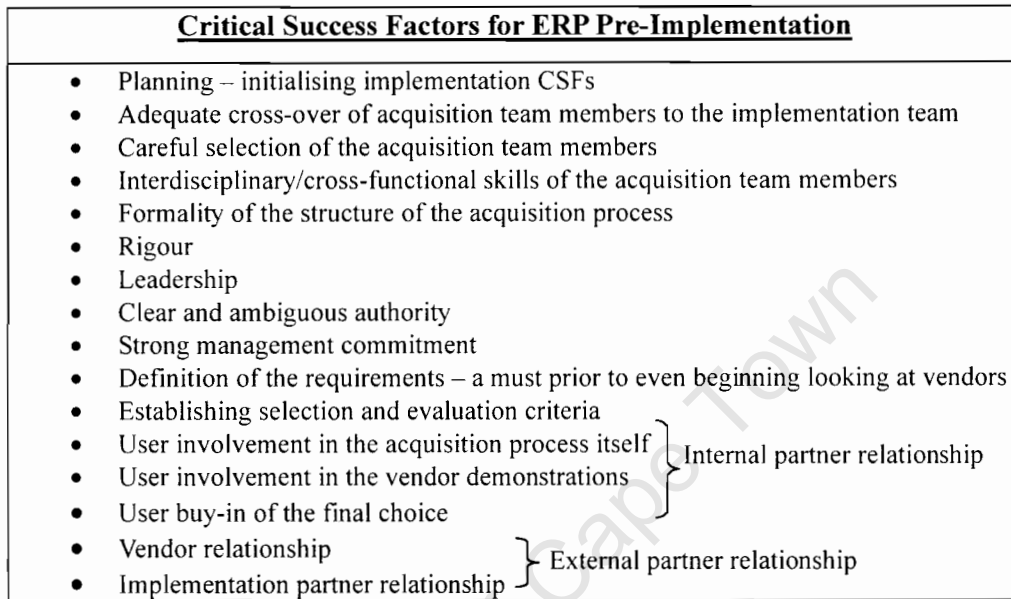 Critical Success Factors for ERP Pre-Implementation
• Planning – initialising implementation CSFs
• Adequate cross-over of acquisition team members to the implementation team
• Careful selection of the acquisition team members
• Interdisciplinary/cross-functional skills of the acquisition team members
• Formality of the structure of the acquisition process
• Rigour
• Leadership
• Clear and ambiguous authority
• Strong management commitment
• Definition of the requirements – a must prior to even beginning looking at vendors
• Establishing selection and evaluation criteria
• User involvement in the acquisition process itself
• User involvement in the vendor demonstrations
• User buy-in of the final choice
Internal partner relationship
• Vendor relationship
• Implementation partner relationship
External partner relationship
Cape Town